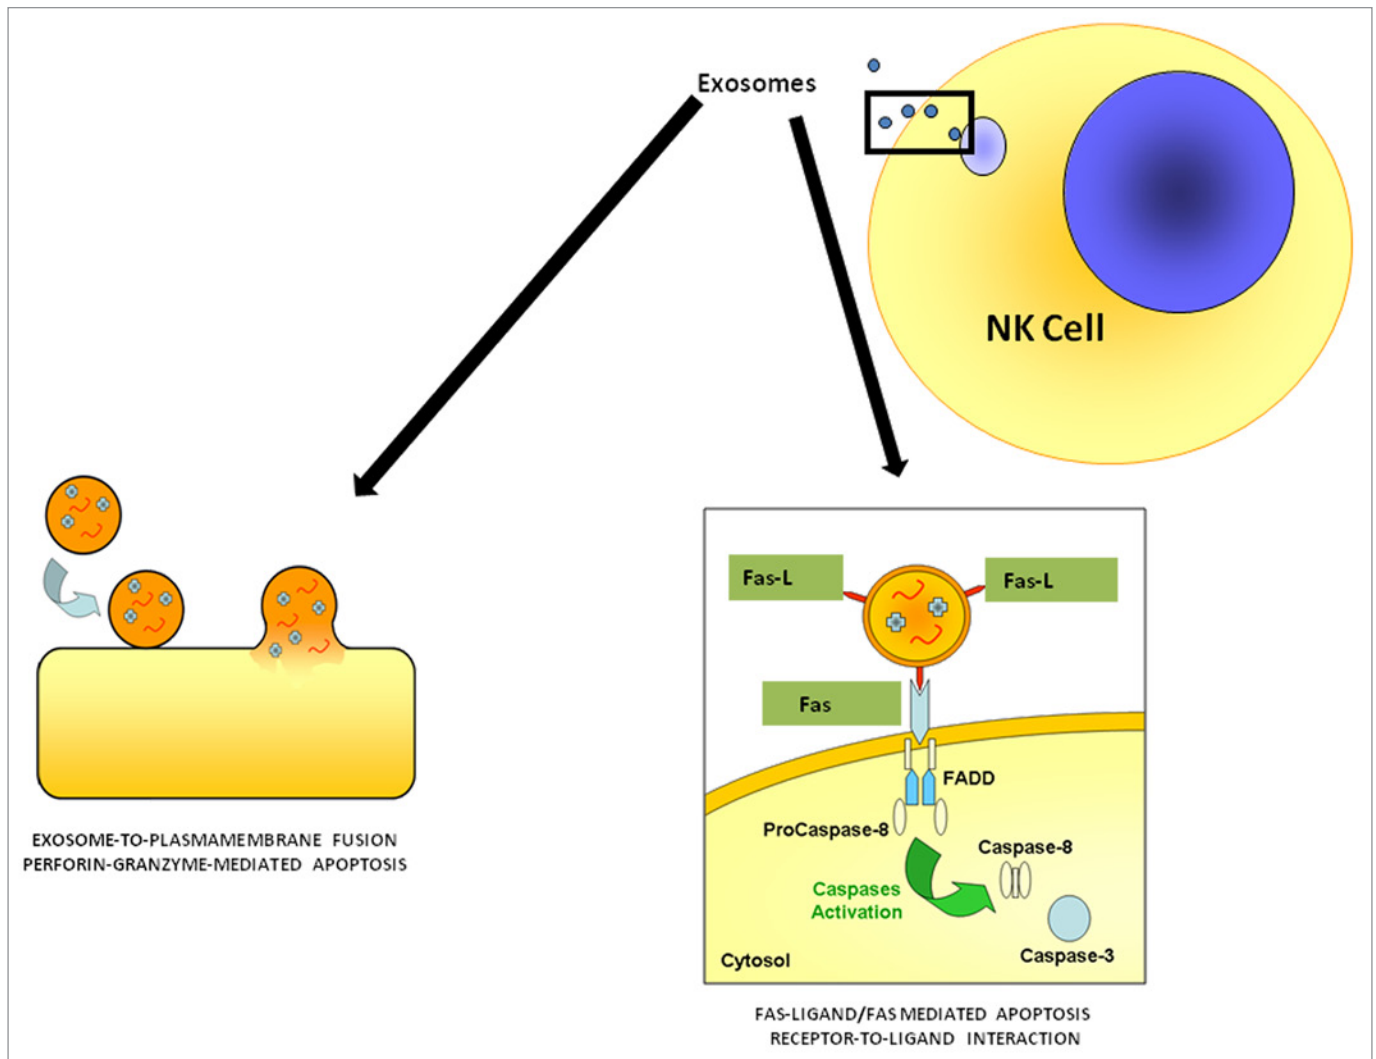 Exosomes
NK Cell
EXOSOME-TO-PLASMAMEMBRANE FUSION
PERFORIN-GRANZYME-MEDIATED APOPTOSIS
Fas-L
Fas-L
Fas
FADD
ProCaspase-8
Caspase-8
Caspases
Activation
Caspase-3
Cytosol
FAS-LIGAND/FAS MEDIATED APOPTOSIS
RECEPTOR-TO-LIGAND INTERACTION